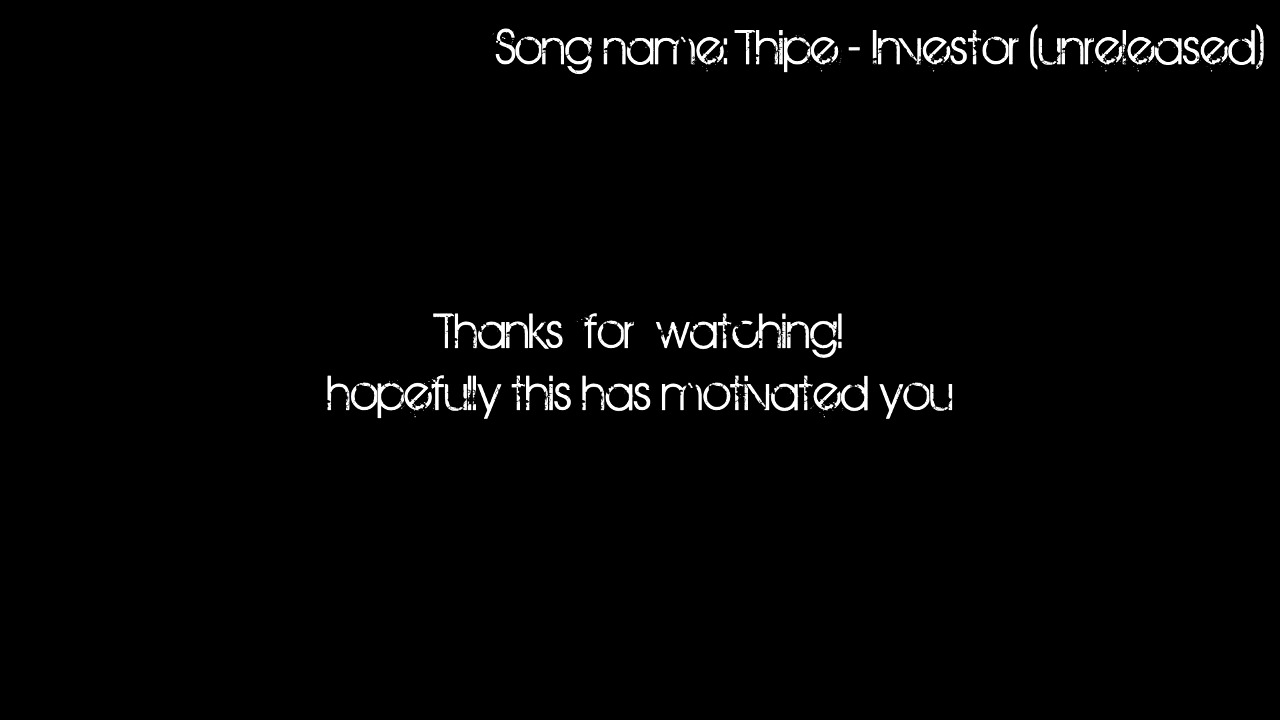 Song name: Thipe - Investor (unreleased)
Thanks for watching!
hopefully this has motivated you